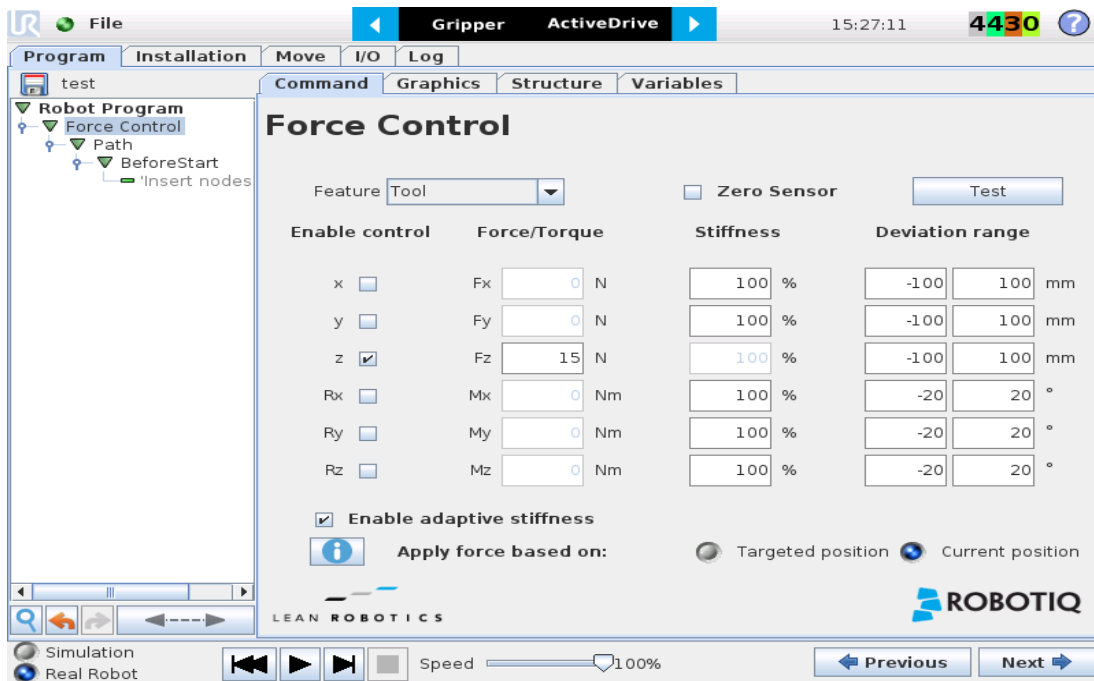 UR File Gripper ActiveDrive 15:27:11 4430 ?
Program Installation Move I/O Log
test Command Graphics Structure Variables
Robot Program
Force Control
Path
BeforeStart
'Insert nodes
Force Control
Feature Tool Zero Sensor Test
Enable control Force/Torque Stiffness Deviation range
x Fx 0 N 100 % -100 100 mm
y Fy 0 N 100 % -100 100 mm
z Fz 15 N 100 % -100 100 mm
Rx Mx 0 Nm 100 % -20 20 °
Ry My 0 Nm 100 % -20 20 °
Rz Mz 0 Nm 100 % -20 20 °
Enable adaptive stiffness
i Apply force based on: Targeted position Current position
LEAN ROBOTICS ROBOTIQ
Simulation
Real Robot
Speed 100% Previous Next